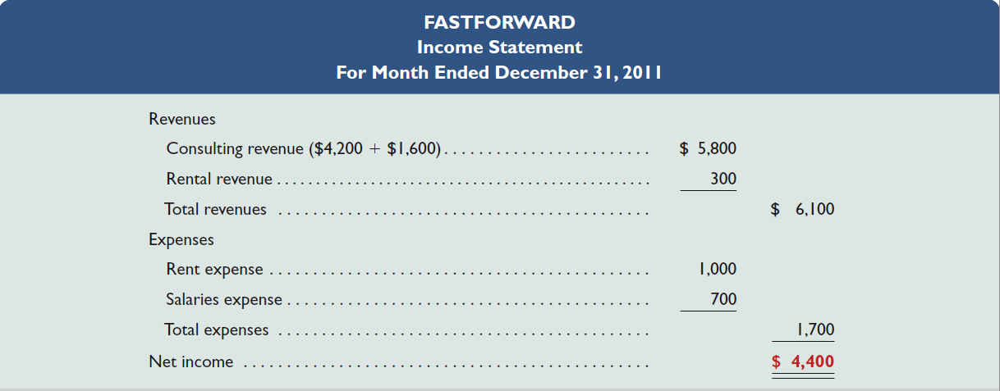 FASTFORWARD
Income Statement
For Month Ended December 31, 2011
Revenues
Consulting revenue ($4,200 + $1,600) . . . . . . . . . . . . . . . . . . . . . . . . $ 5,800
Rental revenue . . . . . . . . . . . . . . . . . . . . . . . . . . . . . . . . . . . . . . . . . . . 300
Total revenues . . . . . . . . . . . . . . . . . . . . . . . . . . . . . . . . . . . . . . . . . . . $ 6,100
Expenses
Rent expense . . . . . . . . . . . . . . . . . . . . . . . . . . . . . . . . . . . . . . . . . . . . 1,000
Salaries expense . . . . . . . . . . . . . . . . . . . . . . . . . . . . . . . . . . . . . . . . . . 700
Total expenses . . . . . . . . . . . . . . . . . . . . . . . . . . . . . . . . . . . . . . . . . . . 1,700
Net income . . . . . . . . . . . . . . . . . . . . . . . . . . . . . . . . . . . . . . . . . . . . . . . $ 4,400